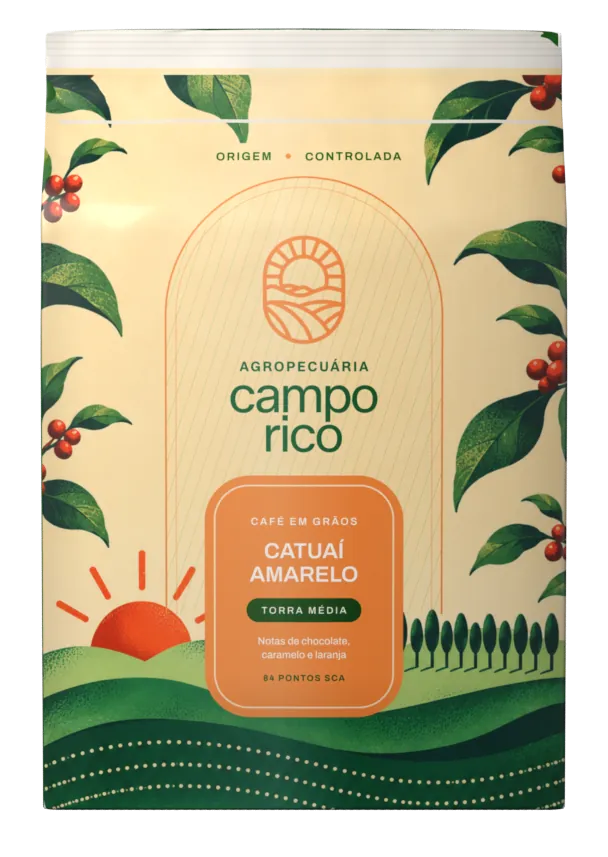 ORIGEM • CONTROLADA
AGROPECUÁRIA
campo
rico
CAFÉ EM GRÃOS
CATUAÍ
AMARELO
TORRA MÉDIA
Notas de chocolate,
caramelo e laranja
84 PONTOS SCA